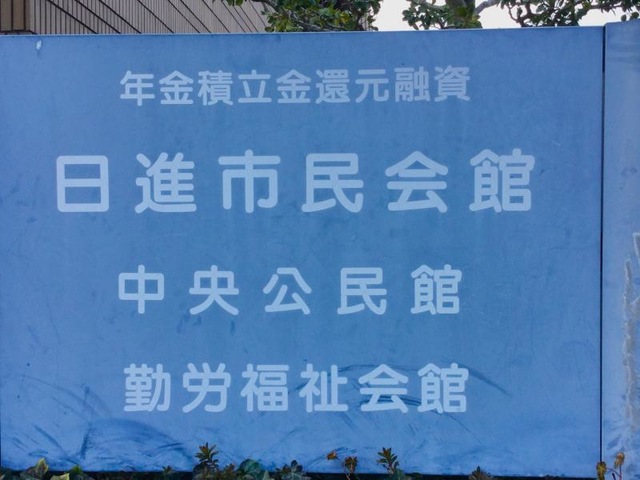 年金積立金還元融資
日進市民会館
中央公民館
勤労福祉会館